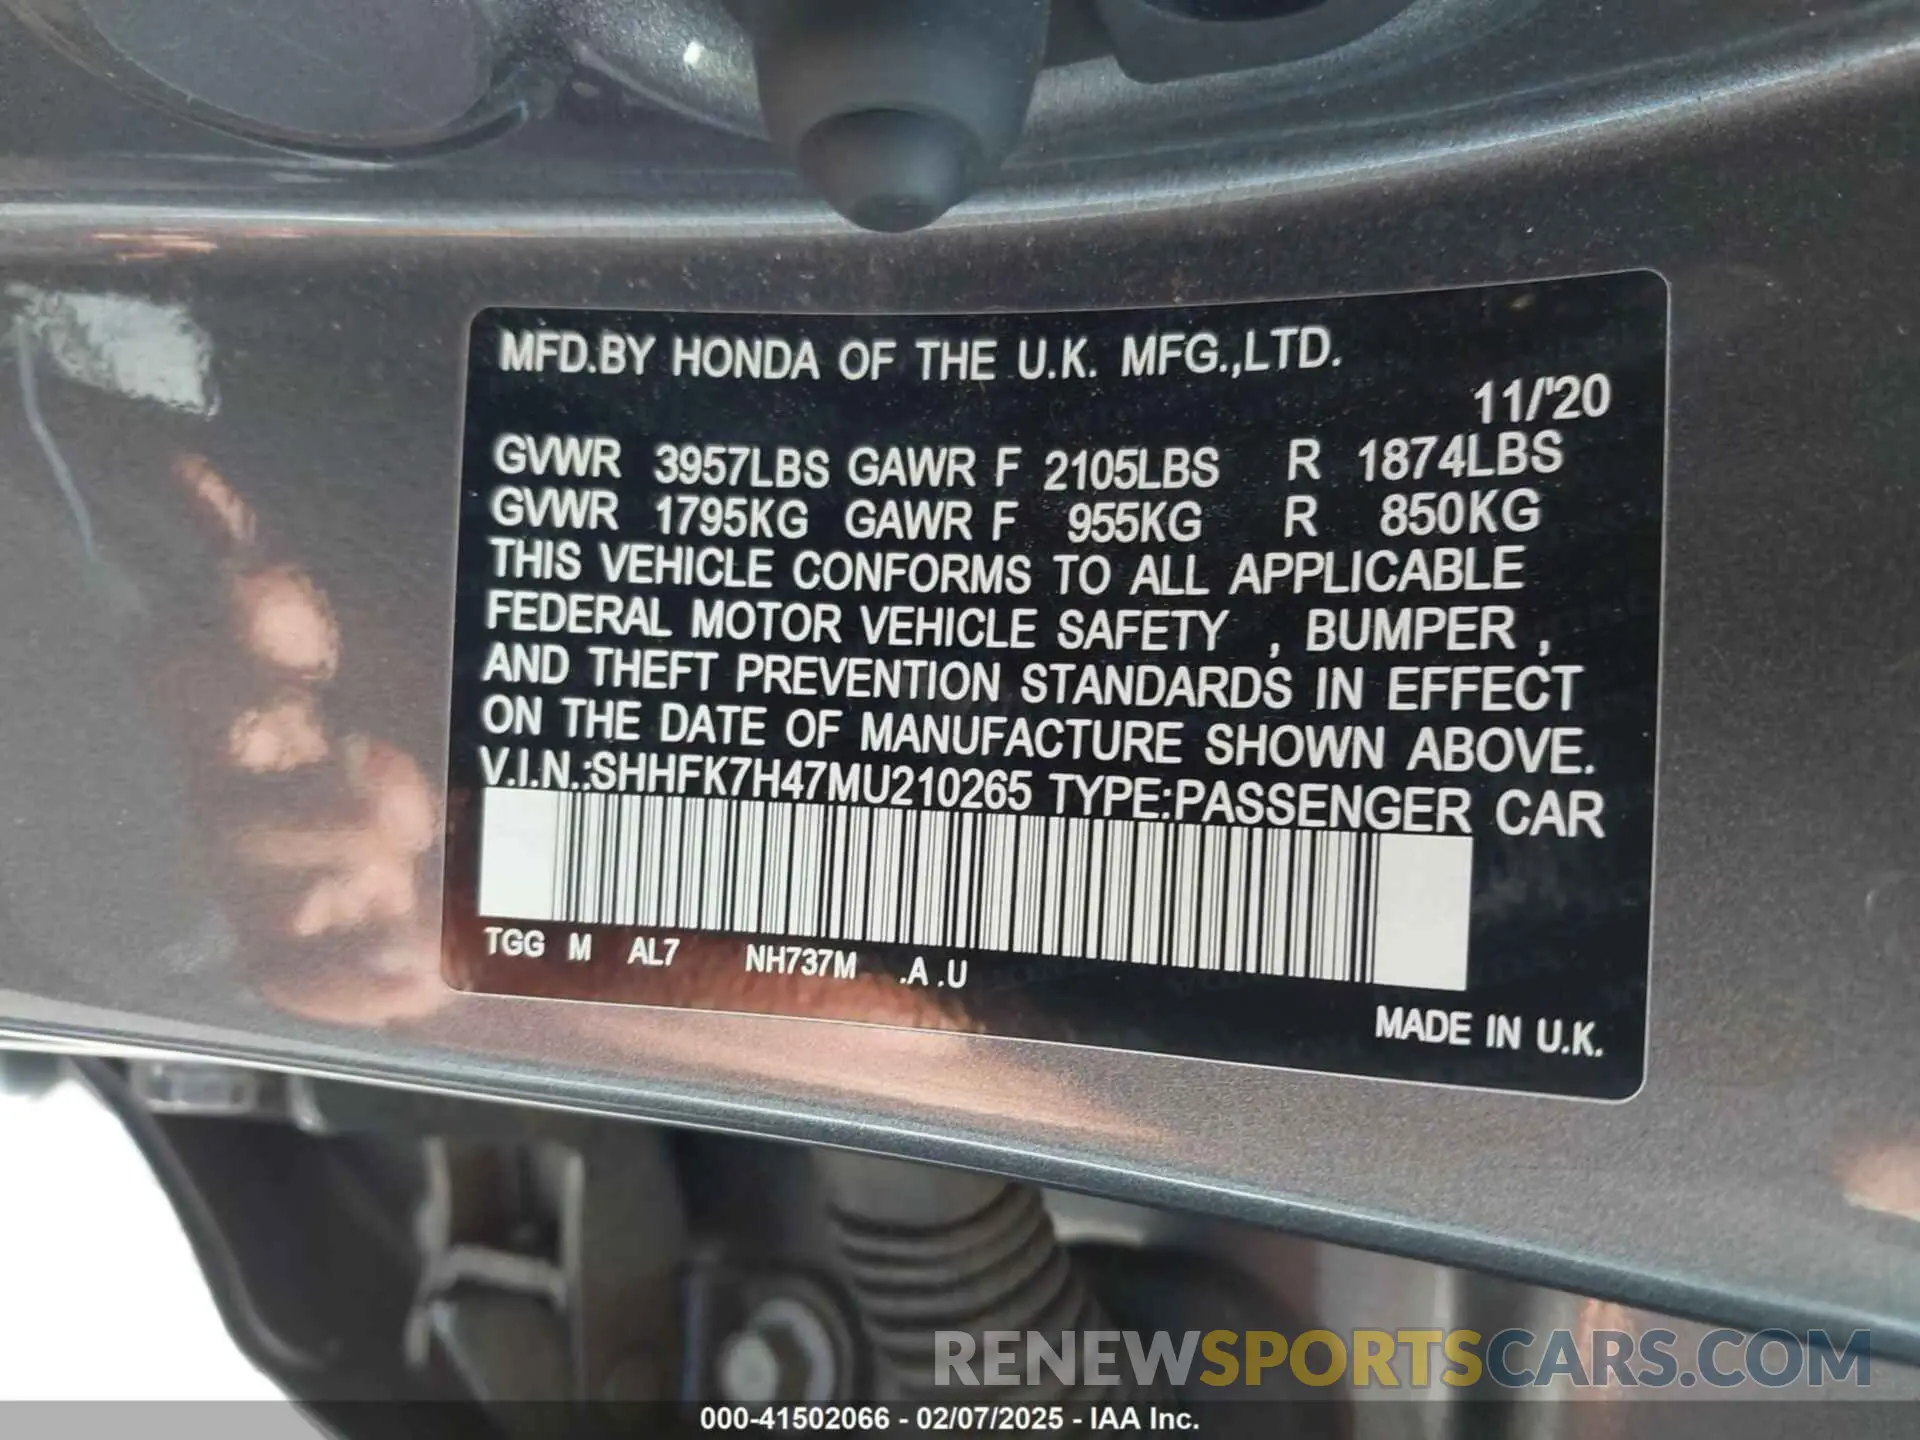 MFD.BY HONDA OF THE U.K. MFG.,LTD.
11/'20
GVWR 3957LBS GAWR F 2105LBS R 1874LBS
GVWR 1795KG GAWR F 955KG R 850KG
THIS VEHICLE CONFORMS TO ALL APPLICABLE
FEDERAL MOTOR VEHICLE SAFETY , BUMPER ,
AND THEFT PREVENTION STANDARDS IN EFFECT
ON THE DATE OF MANUFACTURE SHOWN ABOVE.
V.I.N.:SHHFK7H47MU210265 TYPE:PASSENGER CAR
TGG M AL7 NH737M .A .U
MADE IN U.K.
RENEWSPORTSCARS.COM
000-41502066 - 02/07/2025 - IAA Inc.